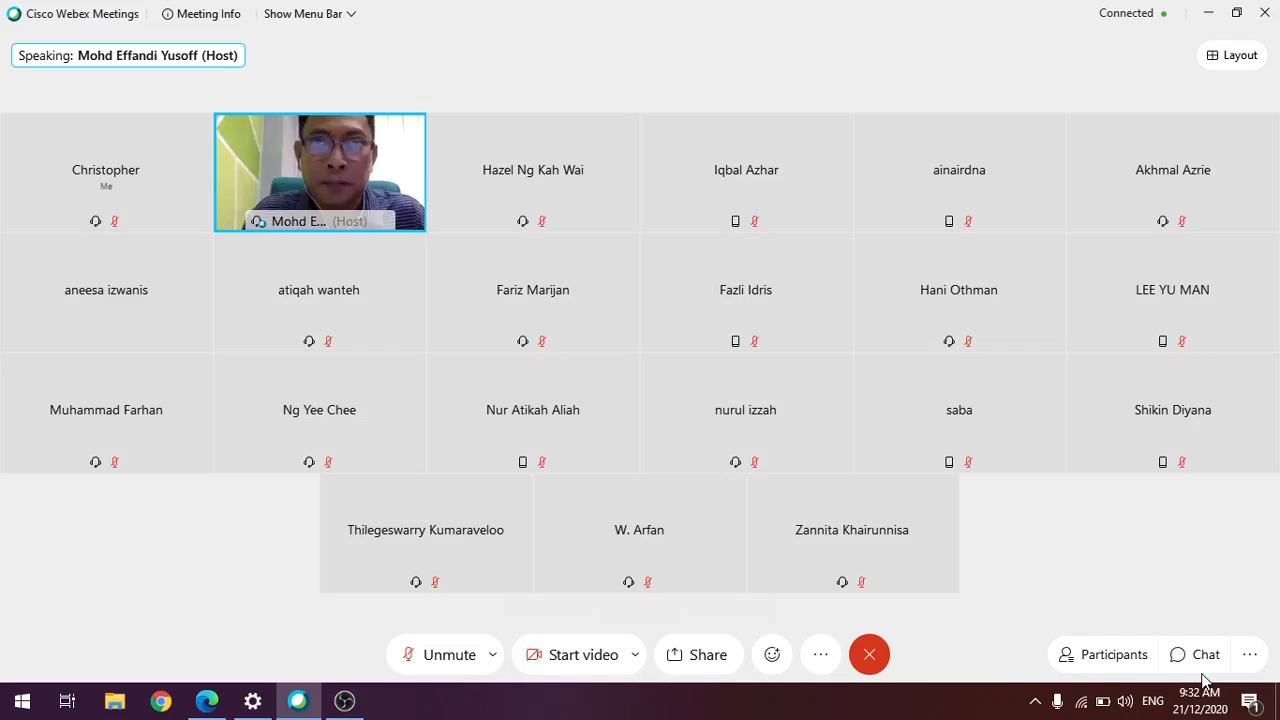 Cisco Webex Meetings
Meeting Info
Show Menu Bar
Connected
Speaking: Mohd Effandi Yusoff (Host)
Layout
Christopher
Me
Mohd E... (Host)
Hazel Ng Kah Wai
Iqbal Azhar
ainairdna
Akhmal Azrie
aneesa izwanis
atiqah wanteh
Fariz Marijan
Fazli Idris
Hani Othman
LEE YU MAN
Muhammad Farhan
Ng Yee Chee
Nur Atikah Aliah
nurul izzah
saba
Shikin Diyana
Thilegeswarry Kumaraveloo
W. Arfan
Zannita Khairunnisa
Unmute
Start video
Share
Participants
Chat
ENG
9:32 AM
21/12/2020
1